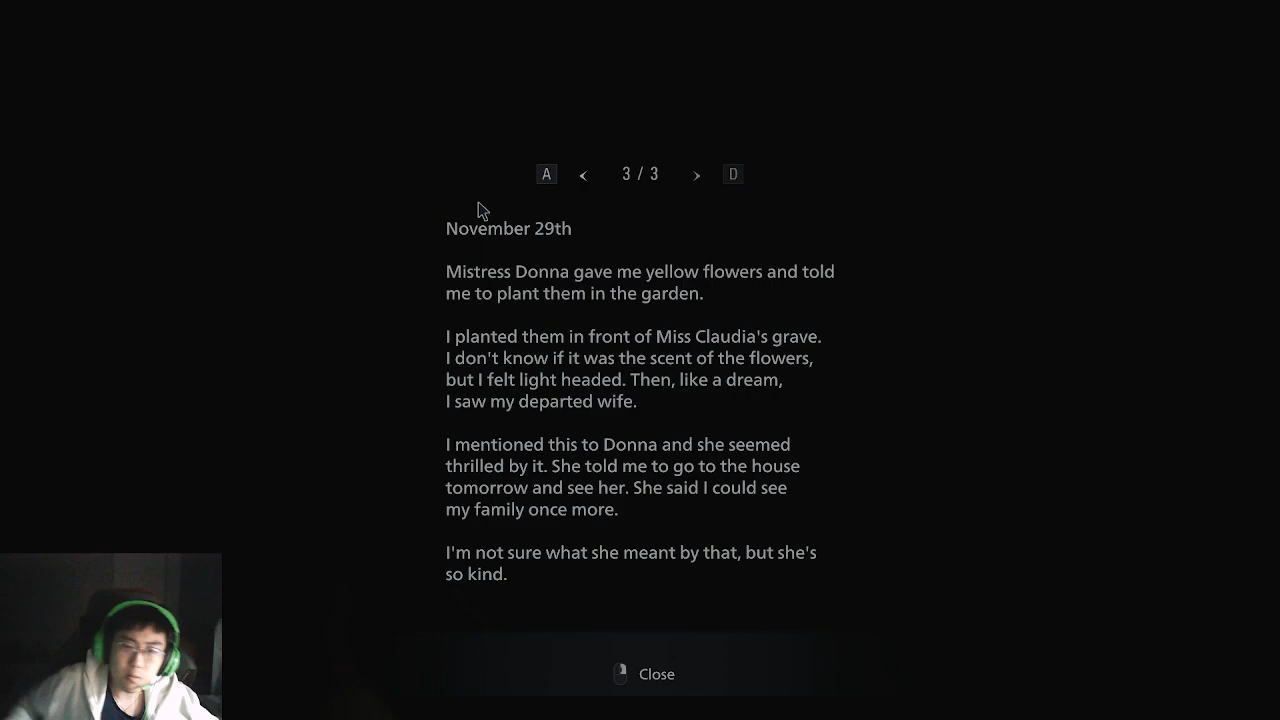 A < 3 / 3 > D
November 29th
Mistress Donna gave me yellow flowers and told
me to plant them in the garden.
I planted them in front of Miss Claudia's grave.
I don't know if it was the scent of the flowers,
but I felt light headed. Then, like a dream,
I saw my departed wife.
I mentioned this to Donna and she seemed
thrilled by it. She told me to go to the house
tomorrow and see her. She said I could see
my family once more.
I'm not sure what she meant by that, but she's
so kind.
Close